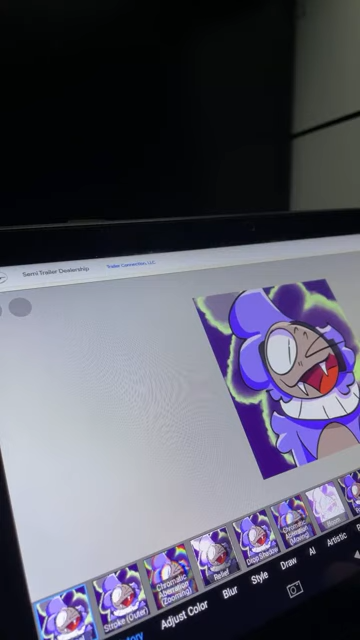 Semi Trailer Dealership
Trailer Connection, LLC
Stroke (Outer)
Chromatic
Aberration
(Zooming)
Relief
Drop Shadow
Chromatic
Aberration
(Moving)
Bloom
Adjust Color
Blur
Style
Draw
AI
Artistic